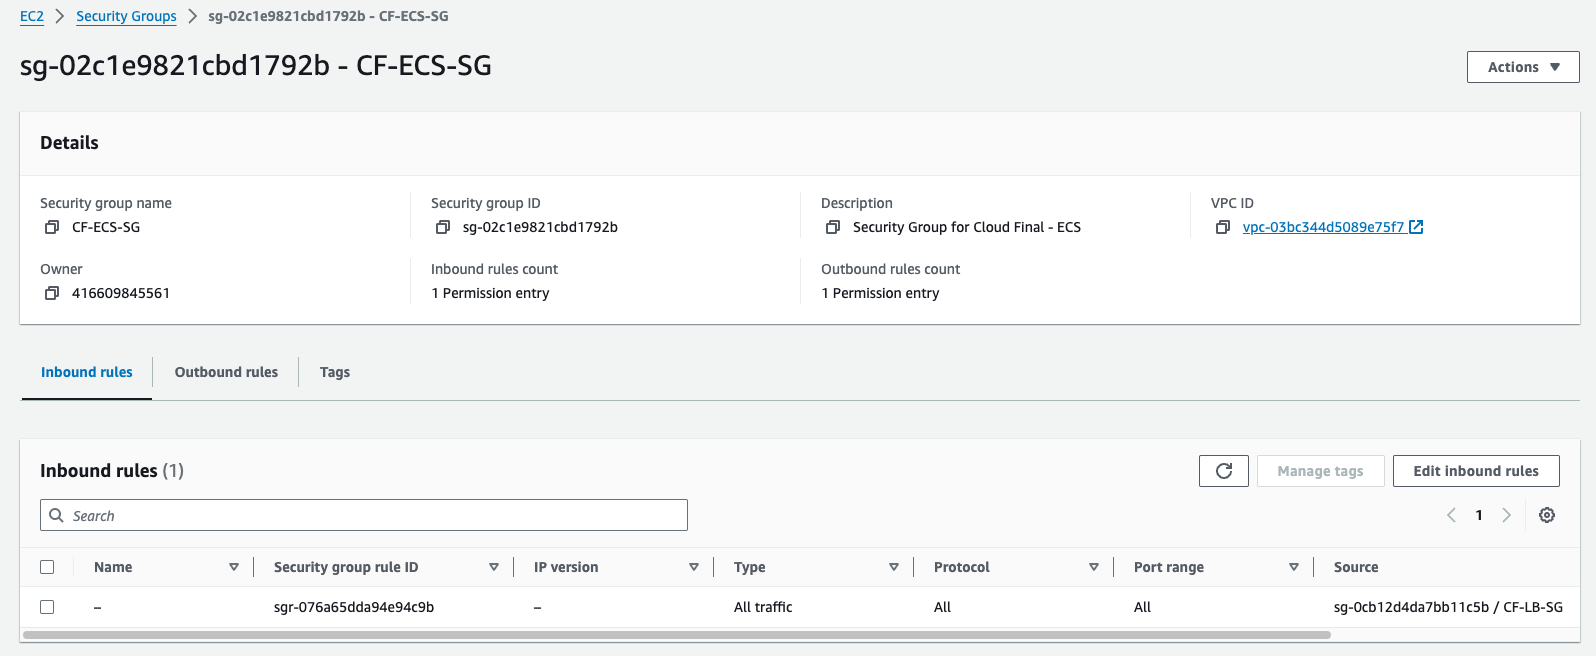 EC2 > Security Groups > sg-02c1e9821cbd1792b - CF-ECS-SG
sg-02c1e9821cbd1792b - CF-ECS-SG
Actions
Details
Security group name
CF-ECS-SG
Security group ID
sg-02c1e9821cbd1792b
Description
Security Group for Cloud Final - ECS
VPC ID
vpc-03bc344d5089e75f7
Owner
416609845561
Inbound rules count
1 Permission entry
Outbound rules count
1 Permission entry
Inbound rules Outbound rules Tags
Inbound rules (1)
Manage tags
Edit inbound rules
Search
1
Name Security group rule ID IP version Type Protocol Port range Source
– sgr-076a65dda94e94c9b – All traffic All All sg-0cb12d4da7bb11c5b / CF-LB-SG